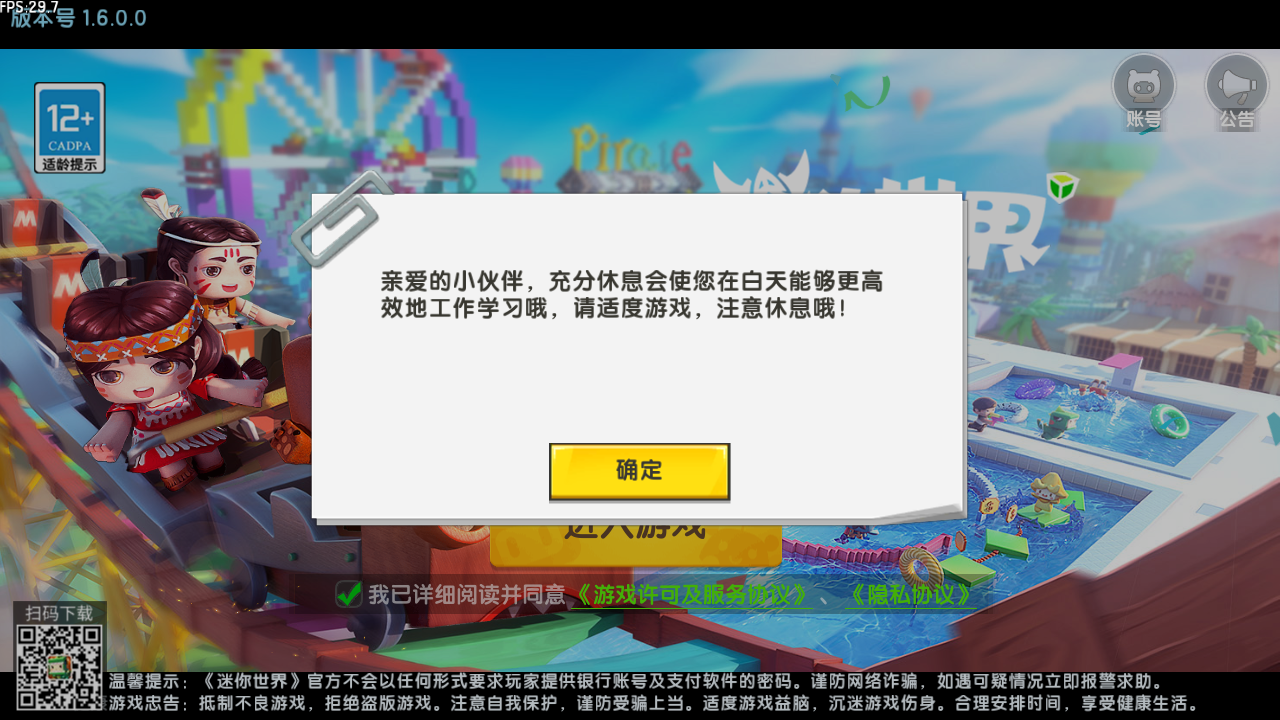 FPS:29.7
版本号 1.6.0.0
12+
CADPA
适龄提示
账号
公告
Pirate
世界
亲爱的小伙伴，充分休息会使您在白天能够更高
效地工作学习哦，请适度游戏，注意休息哦！
确定
进入游戏
我已详细阅读并同意《游戏许可及服务协议》、《隐私协议》
扫码下载
温馨提示：《迷你世界》官方不会以任何形式要求玩家提供银行账号及支付软件的密码。谨防网络诈骗，如遇可疑情况立即报警求助。
游戏忠告：抵制不良游戏，拒绝盗版游戏。注意自我保护，谨防受骗上当。适度游戏益脑，沉迷游戏伤身。合理安排时间，享受健康生活。